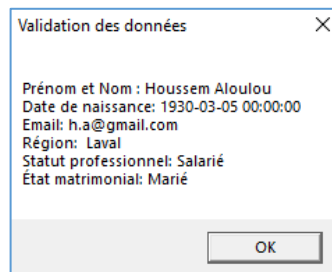 Validation des données
Prénom et Nom : Houssem Aloulou
Date de naissance: 1930-03-05 00:00:00
Email: h.a@gmail.com
Région:  Laval
Statut professionnel: Salarié
État matrimonial: Marié
OK